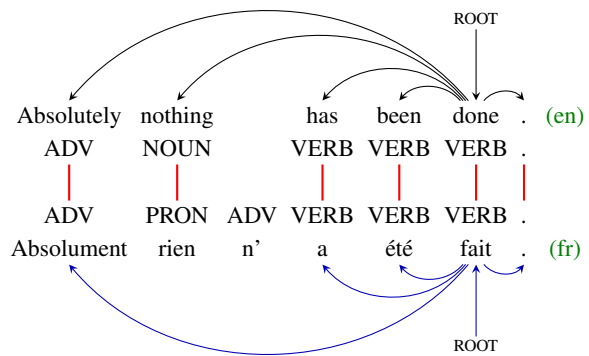 ROOT
Absolutely nothing has been done . (en)
ADV NOUN VERB VERB VERB .
ADV PRON ADV VERB VERB VERB .
Absolument rien n' a été fait . (fr)
ROOT